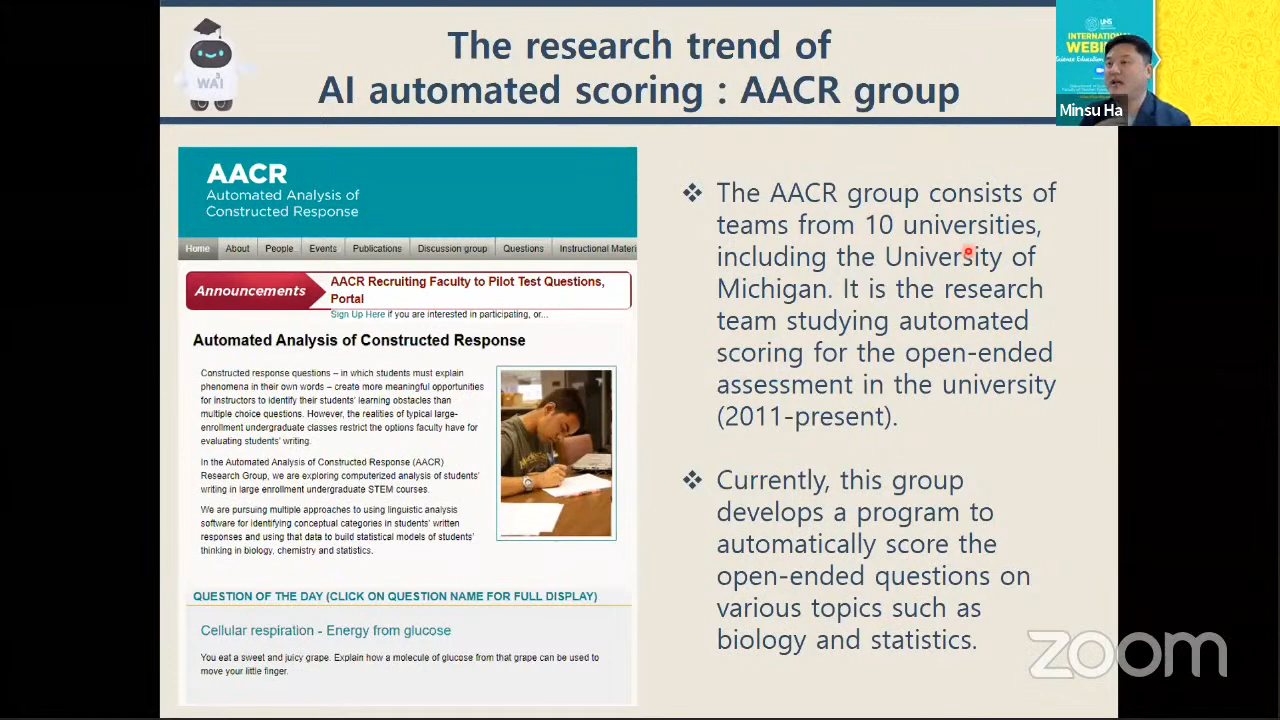 WAI
The research trend of
AI automated scoring : AACR group
UNS
INTERNATIONAL
WEBI
Minsu Ha
AACR
Automated Analysis of
Constructed Response
Home About People Events Publications Discussion group Questions Instructional Materi
Announcements
AACR Recruiting Faculty to Pilot Test Questions,
Portal
Sign Up Here if you are interested in participating, or...
Automated Analysis of Constructed Response
Constructed response questions – in which students must explain
phenomena in their own words – create more meaningful opportunities
for instructors to identify their students' learning obstacles than
multiple choice questions. However, the realities of typical large-
enrollment undergraduate classes restrict the options faculty have for
evaluating students' writing.
In the Automated Analysis of Constructed Response (AACR)
Research Group, we are exploring computerized analysis of students'
writing in large enrollment undergraduate STEM courses.
We are pursuing multiple approaches to using linguistic analysis
software for identifying conceptual categories in students' written
responses and using that data to build statistical models of students'
thinking in biology, chemistry and statistics.
QUESTION OF THE DAY (CLICK ON QUESTION NAME FOR FULL DISPLAY)
Cellular respiration - Energy from glucose
You eat a sweet and juicy grape. Explain how a molecule of glucose from that grape can be used to
move your little finger.
❖ The AACR group consists of
teams from 10 universities,
including the University of
Michigan. It is the research
team studying automated
scoring for the open-ended
assessment in the university
(2011-present).
❖ Currently, this group
develops a program to
automatically score the
open-ended questions on
various topics such as
biology and statistics.
zoom